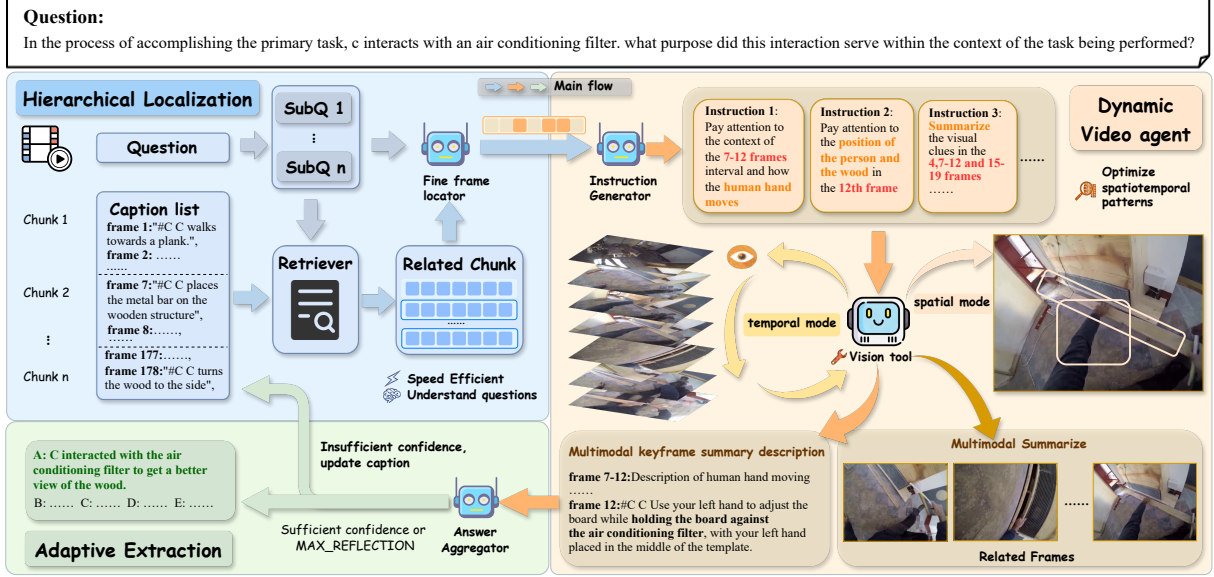 Question:
In the process of accomplishing the primary task, c interacts with an air conditioning filter. what purpose did this interaction serve within the context of the task being performed?
Hierarchical Localization
Question
SubQ 1
⋮
SubQ n
Fine frame
locator
Main flow
Chunk 1
Chunk 2
⋮
Chunk n
Caption list
frame 1:"#C C walks
towards a plank.",
frame 2: ......
......
frame 7:"#C C places
the metal bar on the
wooden structure",
frame 8:......,
......
frame 177:......,
frame 178:"#C C turns
the wood to the side",
Retriever
Related Chunk
......
Speed Efficient
Understand questions
Instruction
Generator
Instruction 1:
Pay attention to
the context of
the 7-12 frames
interval and how
the human hand
moves
Instruction 2:
Pay attention to
the position of
the person and
the wood in
the 12th frame
Instruction 3:
Summarize
the visual
clues in the
4,7-12 and 15-
19 frames
......
......
Dynamic
Video agent
Optimize
spatiotemporal
patterns
temporal mode
spatial mode
Vision tool
Multimodal keyframe summary description
frame 7-12:Description of human hand moving
......
frame 12:#C C Use your left hand to adjust the
board while holding the board against
the air conditioning filter, with your left hand
placed in the middle of the template.
Multimodal Summarize
......
Related Frames
Insufficient confidence,
update caption
Sufficient confidence or
MAX_REFLECTION
Answer
Aggregator
A: C interacted with the air
conditioning filter to get a better
view of the wood.
B: ...... C: ...... D: ...... E: ......
Adaptive Extraction